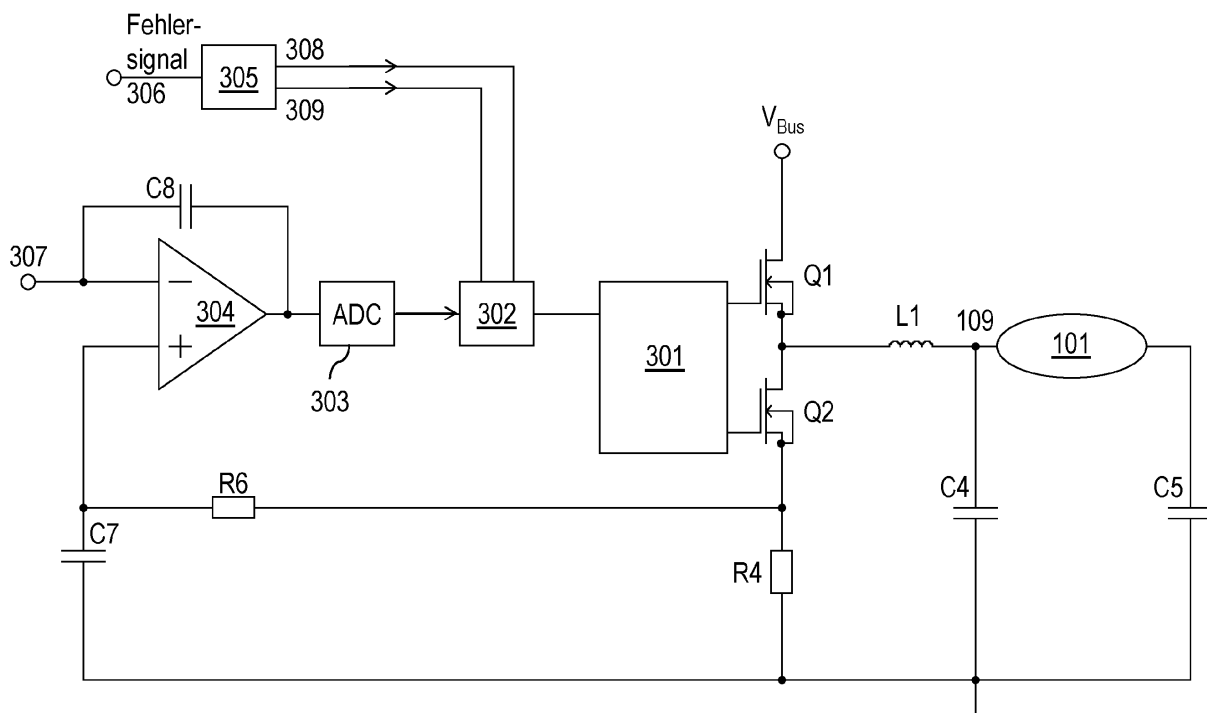 Fehler-
signal
306
305
308
309
V_Bus
C8
307
−
304
+
ADC
303
302
301
Q1
Q2
L1
109
101
R6
C7
R4
C4
C5